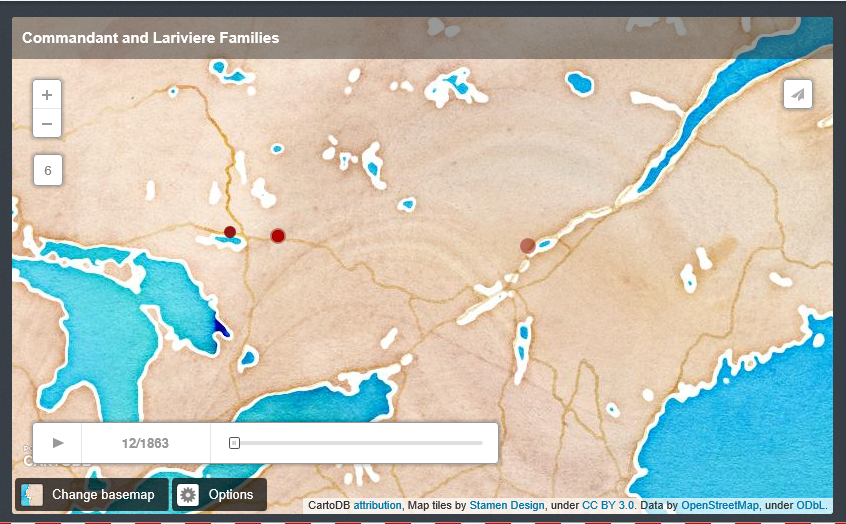 Commandant and Lariviere Families
+
−
6
12/1863
CARTODB
Change basemap
Options
CartoDB attribution, Map tiles by Stamen Design, under CC BY 3.0. Data by OpenStreetMap, under ODbL.